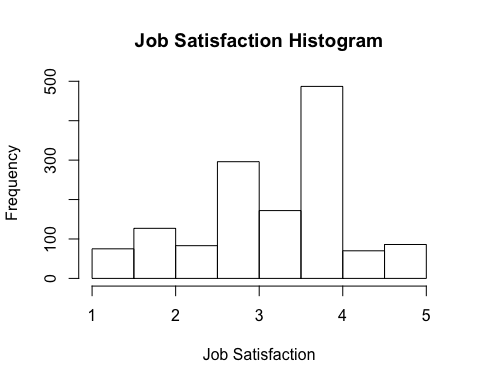 Job Satisfaction Histogram
Frequency
500
300
100
0
1 2 3 4 5
Job Satisfaction